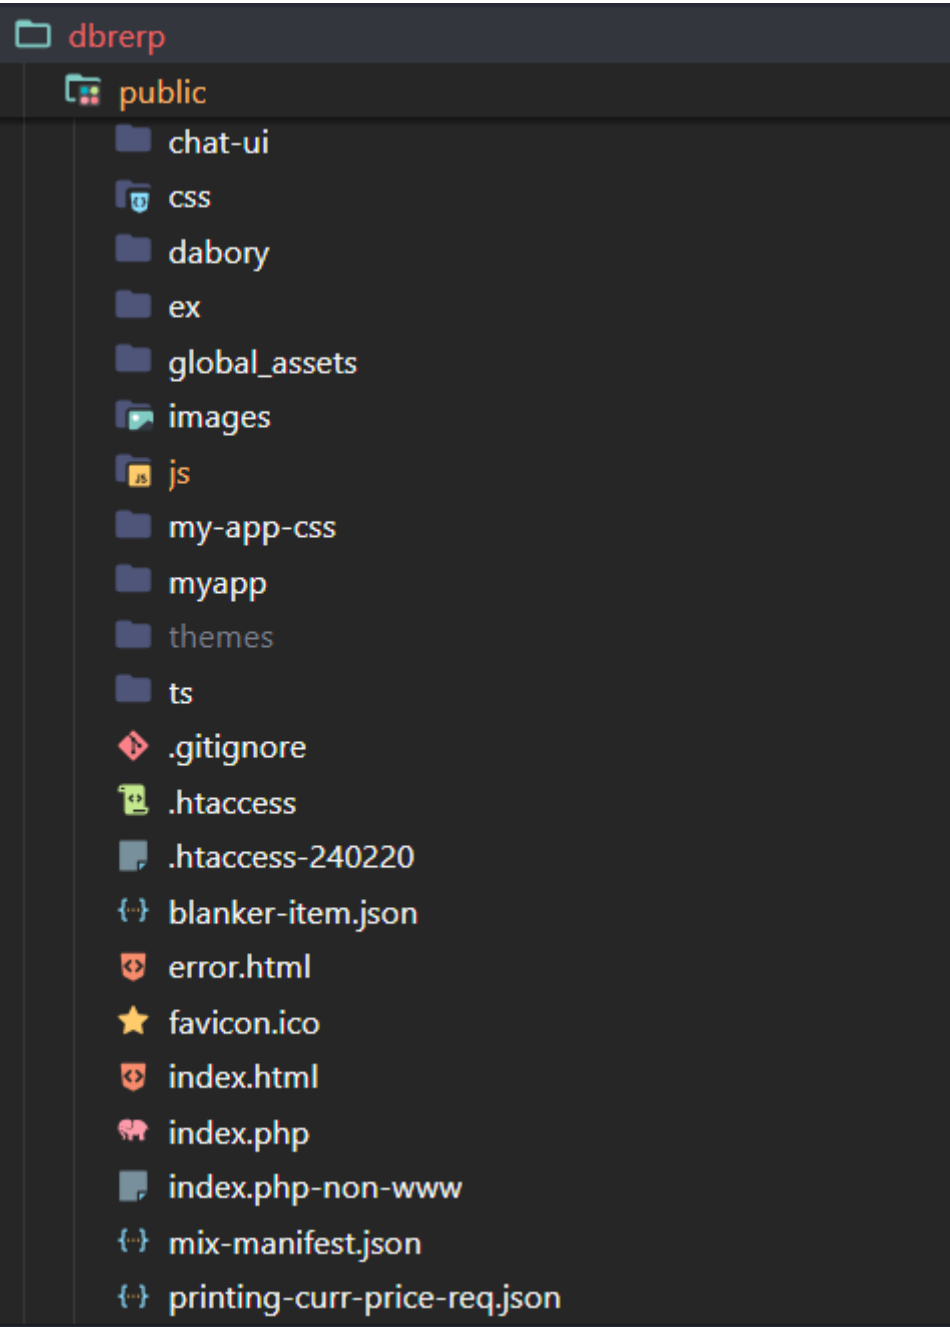 dbrerp
public
chat-ui
css
dabory
ex
global_assets
images
js
my-app-css
myapp
themes
ts
.gitignore
.htaccess
.htaccess-240220
blanker-item.json
error.html
favicon.ico
index.html
index.php
index.php-non-www
mix-manifest.json
printing-curr-price-req.json